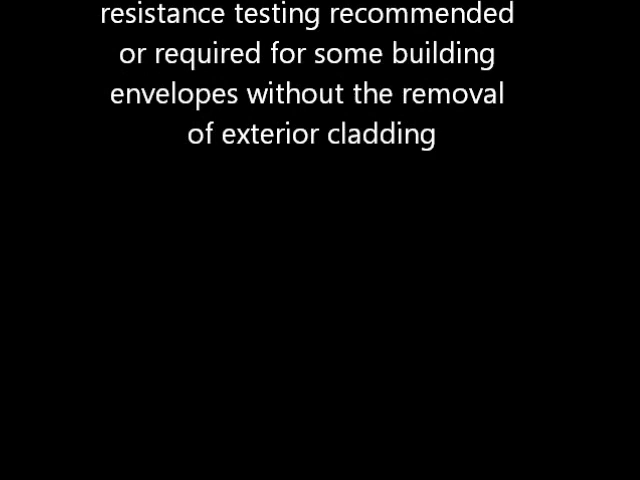 resistance testing recommended
or required for some building
envelopes without the removal
of exterior cladding